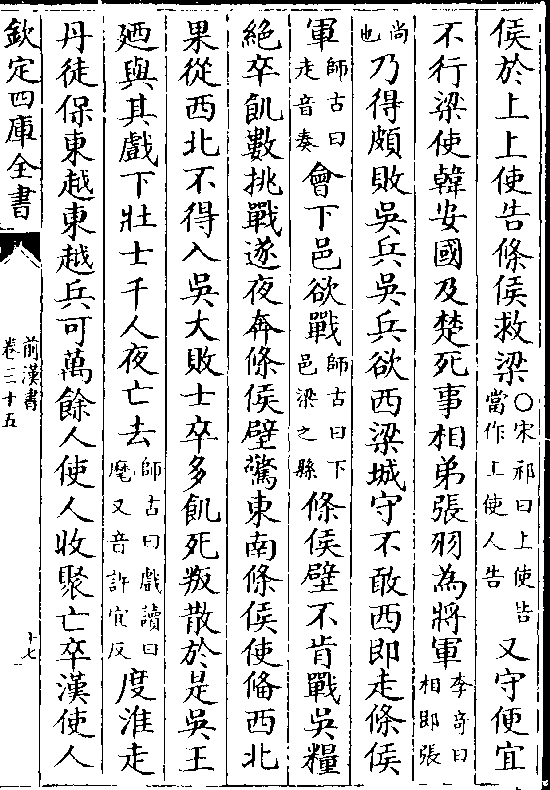 侯於上上使告條侯救梁○宋祁曰上使告當作上使人告又守便宜
不行梁使韓安國及楚死事相弟張羽為將軍李奇曰相即張
尚也乃得頗敗吳兵吳兵欲西梁城守不敢西即走條侯
軍師古曰走音奏會下邑欲戰師古曰下邑梁之縣條侯壁不肯戰吳糧
絕卒飢數挑戰遂夜奔條侯壁驚東南條侯使備西北
果從西北不得入吳大敗士卒多飢死叛散於是吳王
廼與其戲下壯士千人夜亡去師古曰戲讀曰麾又音許宜反度淮走
丹徒保東越東越兵可萬餘人使人收聚亡卒漢使人
欽定四庫全書
前漢書
卷三十五
十七